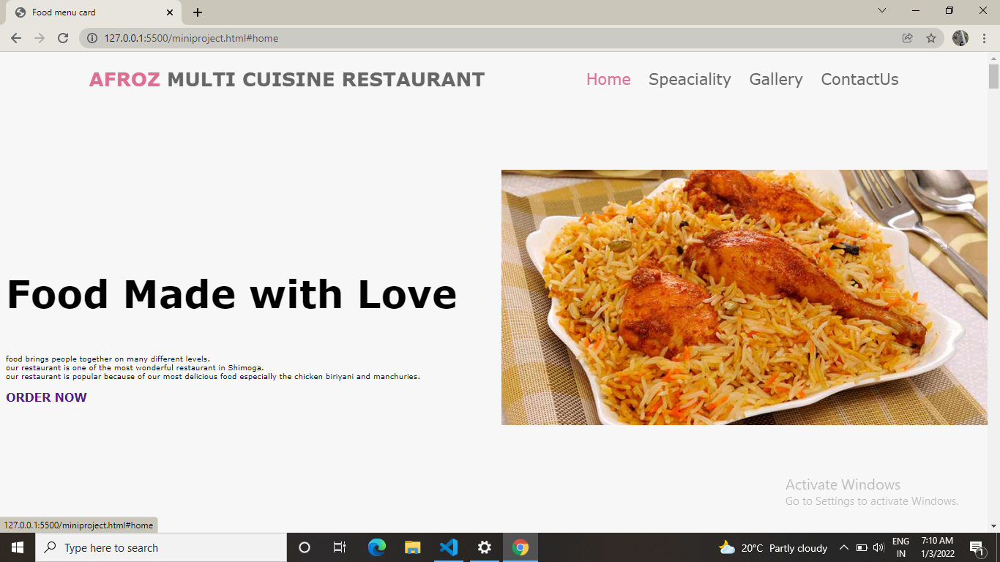 Food menu card
127.0.0.1:5500/miniproject.html#home
AFROZ MULTI CUISINE RESTAURANT
Home Speaciality Gallery ContactUs
Food Made with Love
food brings people together on many different levels.
our restaurant is one of the most wonderful restaurant in Shimoga.
our restaurant is popular because of our most delicious food especially the chicken biriyani and manchuries.
ORDER NOW
Activate Windows
Go to Settings to activate Windows.
127.0.0.1:5500/miniproject.html#home
Type here to search
20°C Partly cloudy
ENG
IN
7:10 AM
1/3/2022
1